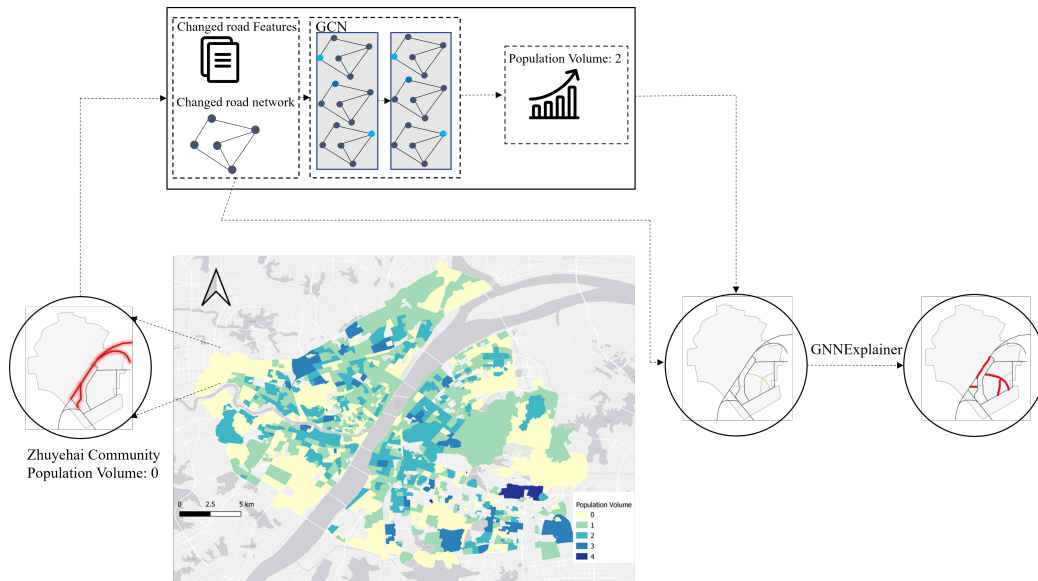 Changed road Features
GCN
Population Volume: 2
Changed road network
GNNExplainer
Zhuyehai Community
Population Volume: 0
0 2.5 5 km
Population Volume
0
1
2
3
4